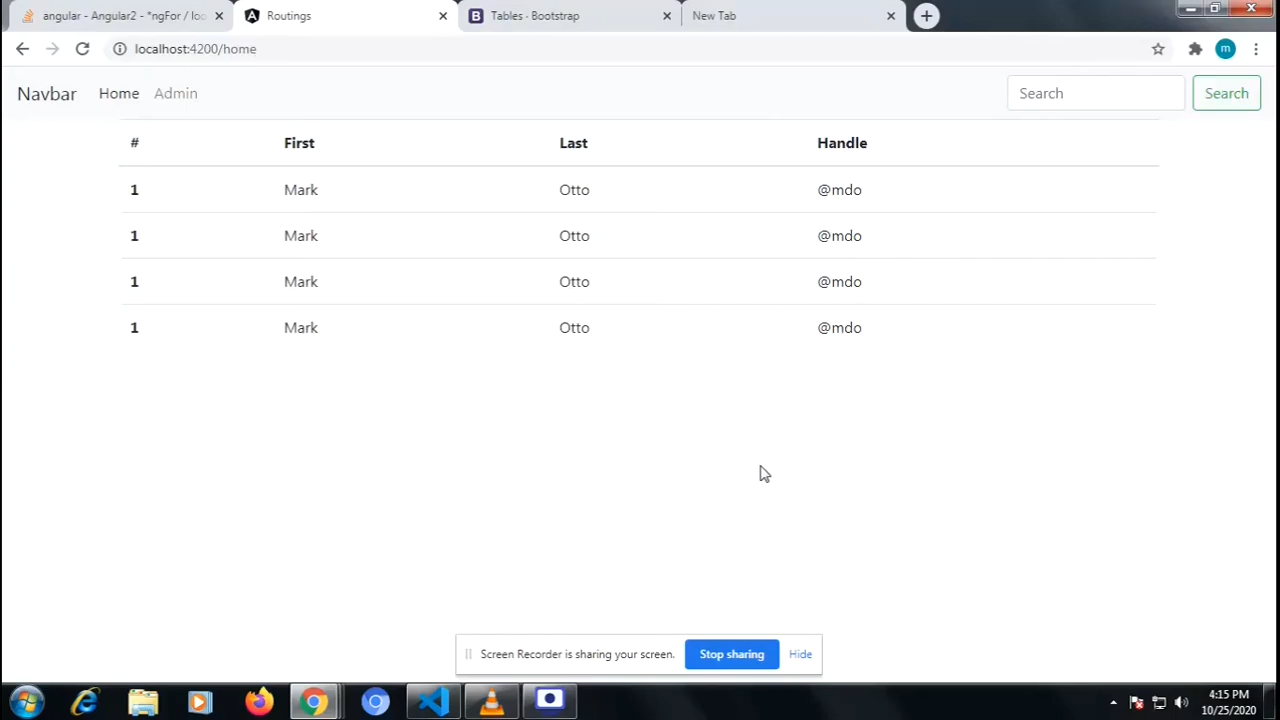 angular - Angular2 - *ngFor / loo
Routings
Tables · Bootstrap
New Tab
localhost:4200/home
m
Navbar
Home
Admin
Search
Search
# First Last Handle
1 Mark Otto @mdo
1 Mark Otto @mdo
1 Mark Otto @mdo
1 Mark Otto @mdo
Screen Recorder is sharing your screen.
Stop sharing
Hide
4:15 PM
10/25/2020